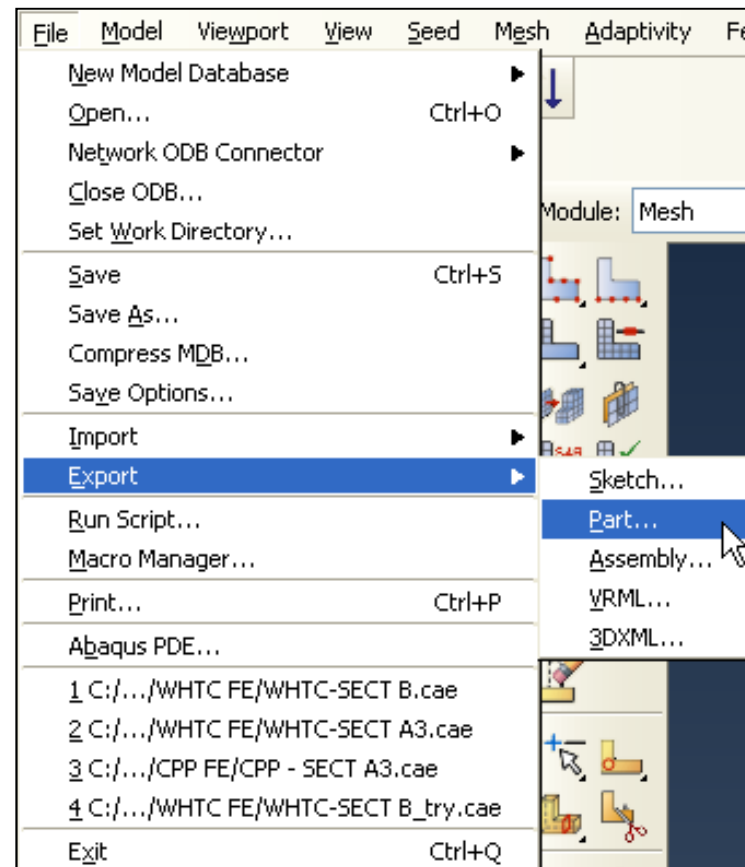 File Model Viewport View Seed Mesh Adaptivity
New Model Database
Open... Ctrl+O
Network ODB Connector
Close ODB...
Set Work Directory...
Module: Mesh
Save Ctrl+S
Save As...
Compress MDB...
Save Options...
Import
Export
Sketch...
Run Script...
Part...
Macro Manager...
Assembly...
Print... Ctrl+P
VRML...
Abaqus PDE...
3DXML...
1 C:/.../WHTC FE/WHTC-SECT B.cae
2 C:/.../WHTC FE/WHTC-SECT A3.cae
3 C:/.../CPP FE/CPP - SECT A3.cae
4 C:/.../WHTC FE/WHTC-SECT B_try.cae
Exit Ctrl+Q